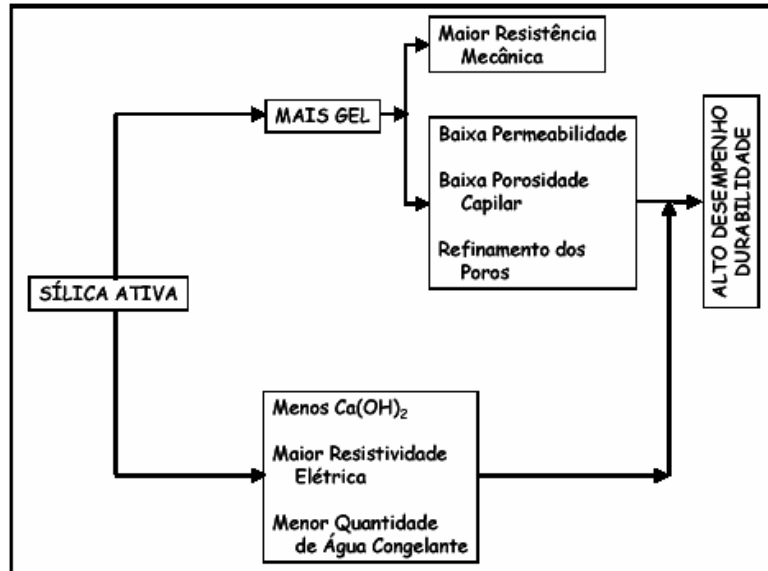 Maior Resistência
Mecânica
MAIS GEL
Baixa Permeabilidade
Baixa Porosidade
Capilar
Refinamento dos
Poros
ALTO DESEMPENHO
DURABILIDADE
SÍLICA ATIVA
Menos Ca(OH)₂
Maior Resistividade
Elétrica
Menor Quantidade
de Água Congelante